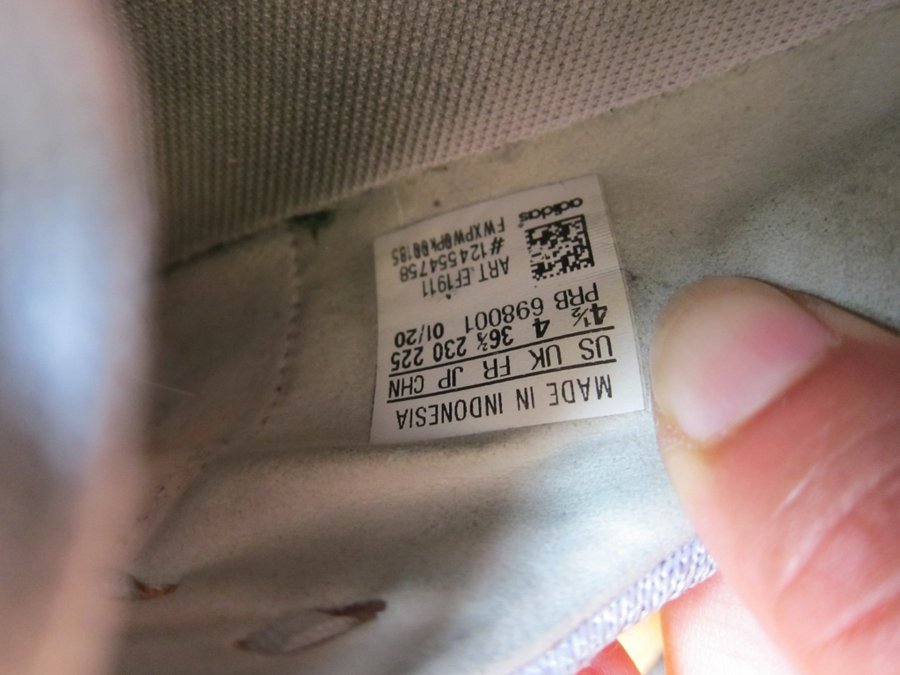 MADE IN INDONESIA
US UK FR JP CHN
4½ 4 36⅔ 230 225
PRB 698001 01/20
ART.EF1911
#124554758
FWXPW0PK00185
adidas